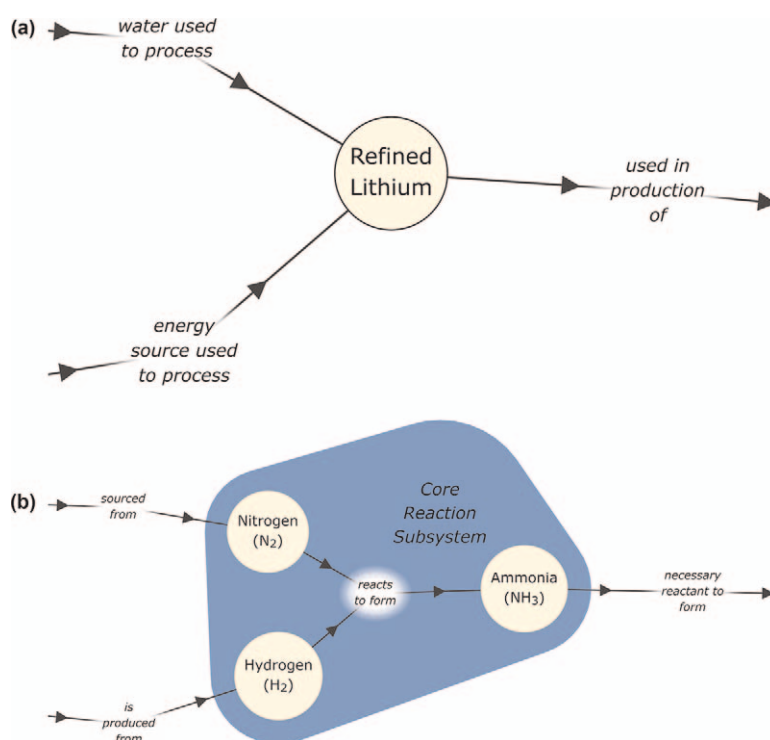 (a)
water used
to process
Refined
Lithium
used in
production
of
energy
source used
to process
(b)
Core
Reaction
Subsystem
sourced
from
Nitrogen
(N₂)
reacts
to form
Ammonia
(NH₃)
necessary
reactant to
form
Hydrogen
(H₂)
is
produced
from